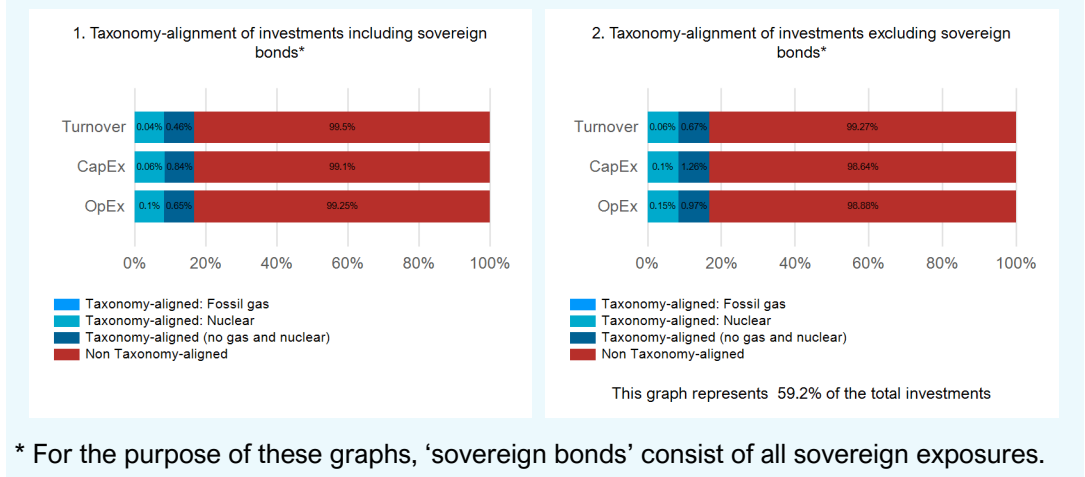 1. Taxonomy-alignment of investments including sovereign
bonds*
Turnover 0.04% 0.46% 99.5%
CapEx 0.06% 0.84% 99.1%
OpEx 0.1% 0.65% 99.25%
0% 20% 40% 60% 80% 100%
Taxonomy-aligned: Fossil gas
Taxonomy-aligned: Nuclear
Taxonomy-aligned (no gas and nuclear)
Non Taxonomy-aligned
2. Taxonomy-alignment of investments excluding sovereign
bonds*
Turnover 0.06% 0.67% 99.27%
CapEx 0.1% 1.26% 98.64%
OpEx 0.15% 0.97% 98.88%
0% 20% 40% 60% 80% 100%
Taxonomy-aligned: Fossil gas
Taxonomy-aligned: Nuclear
Taxonomy-aligned (no gas and nuclear)
Non Taxonomy-aligned
This graph represents 59.2% of the total investments
* For the purpose of these graphs, ‘sovereign bonds’ consist of all sovereign exposures.